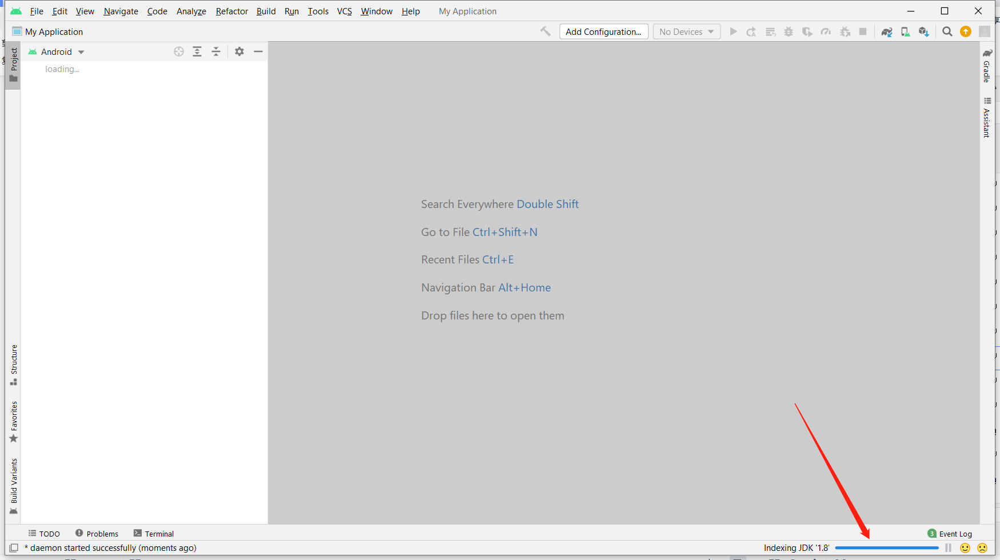 File Edit View Navigate Code Analyze Refactor Build Run Tools VCS Window Help My Application
My Application
Add Configuration...
No Devices
Project
Android
loading...
Gradle
Assistant
Search Everywhere Double Shift
Go to File Ctrl+Shift+N
Recent Files Ctrl+E
Navigation Bar Alt+Home
Drop files here to open them
Structure
Favorites
Build Variants
TODO
Problems
Terminal
3 Event Log
* daemon started successfully (moments ago)
Indexing JDK '1.8'